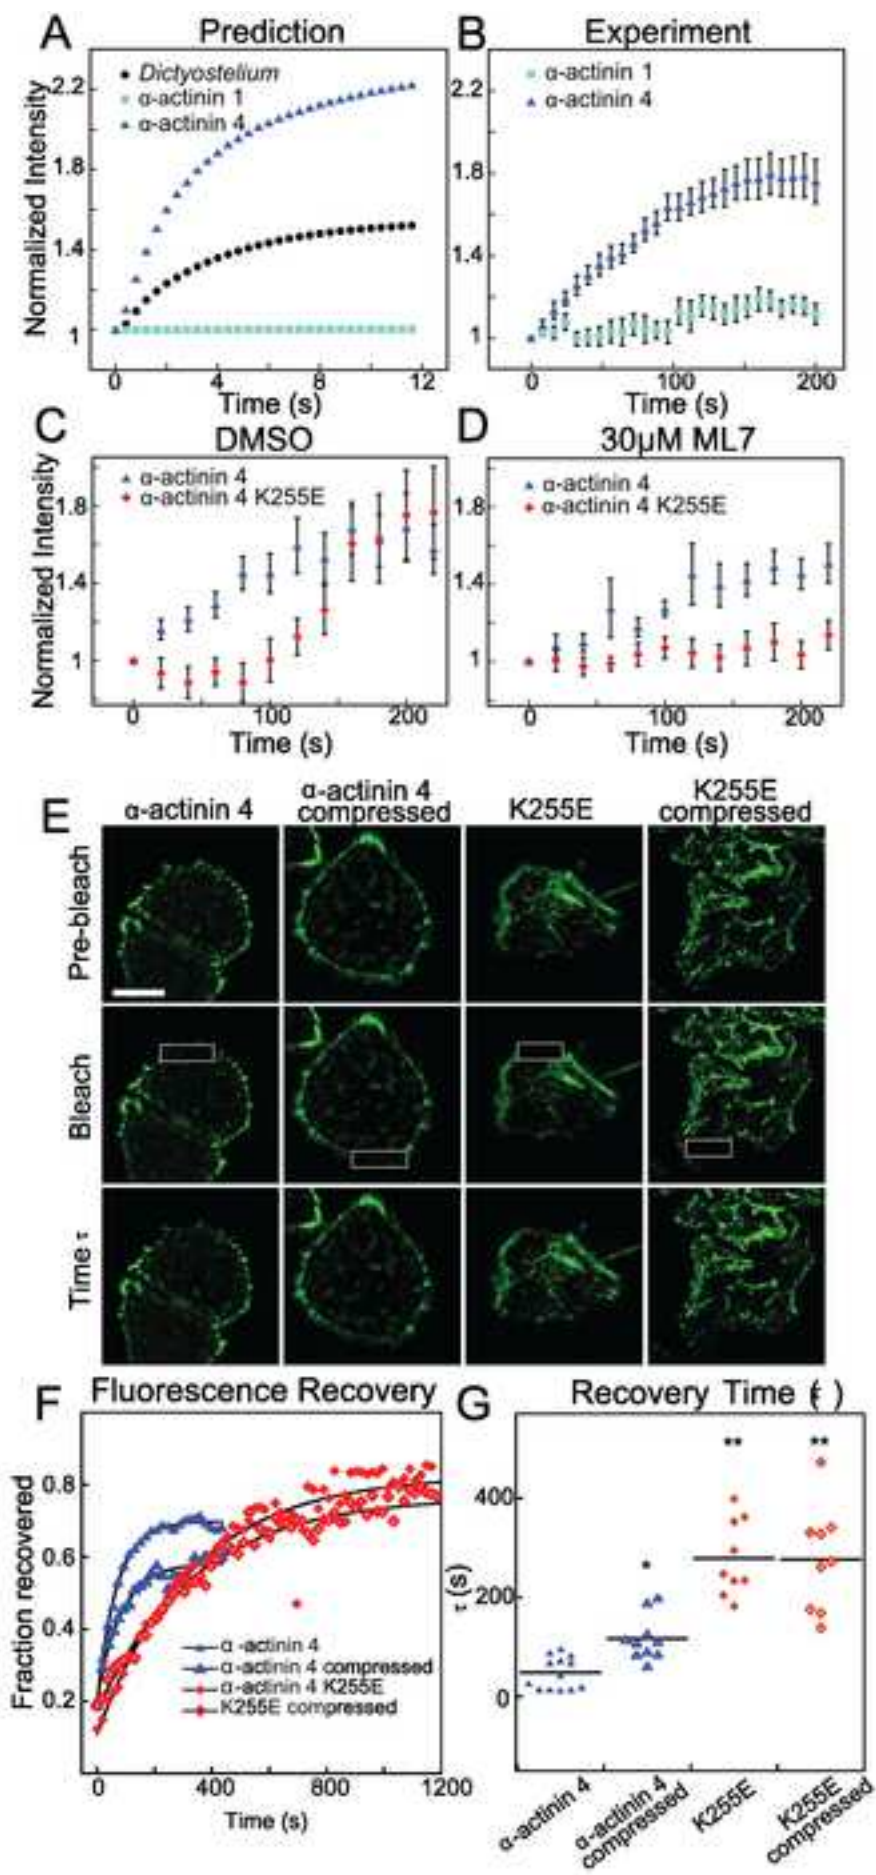 A Prediction
Normalized Intensity
2.2
1.8
1.4
1
Dictyostelium
α-actinin 1
α-actinin 4
0 4 8 12
Time (s)
B Experiment
2.2
1.8
1.4
1
α-actinin 1
α-actinin 4
0 100 200
Time (s)
C DMSO
Normalized Intensity
1.8
1.4
1
α-actinin 4
α-actinin 4 K255E
0 100 200
Time (s)
D 30µM ML7
1.8
1.4
1
α-actinin 4
α-actinin 4 K255E
0 100 200
Time (s)
E
α-actinin 4
α-actinin 4
compressed
K255E
K255E
compressed
Pre-bleach
Bleach
Time τ
F Fluorescence Recovery
Fraction recovered
0.8
0.6
0.4
0.2
α -actinin 4
α -actinin 4 compressed
α -actinin 4 K255E
K255E compressed
0 400 800 1200
Time (s)
G Recovery Time ( )
τ (s)
400
200
0
*
**
**
α-actinin 4
α-actinin 4
compressed
K255E
K255E
compressed